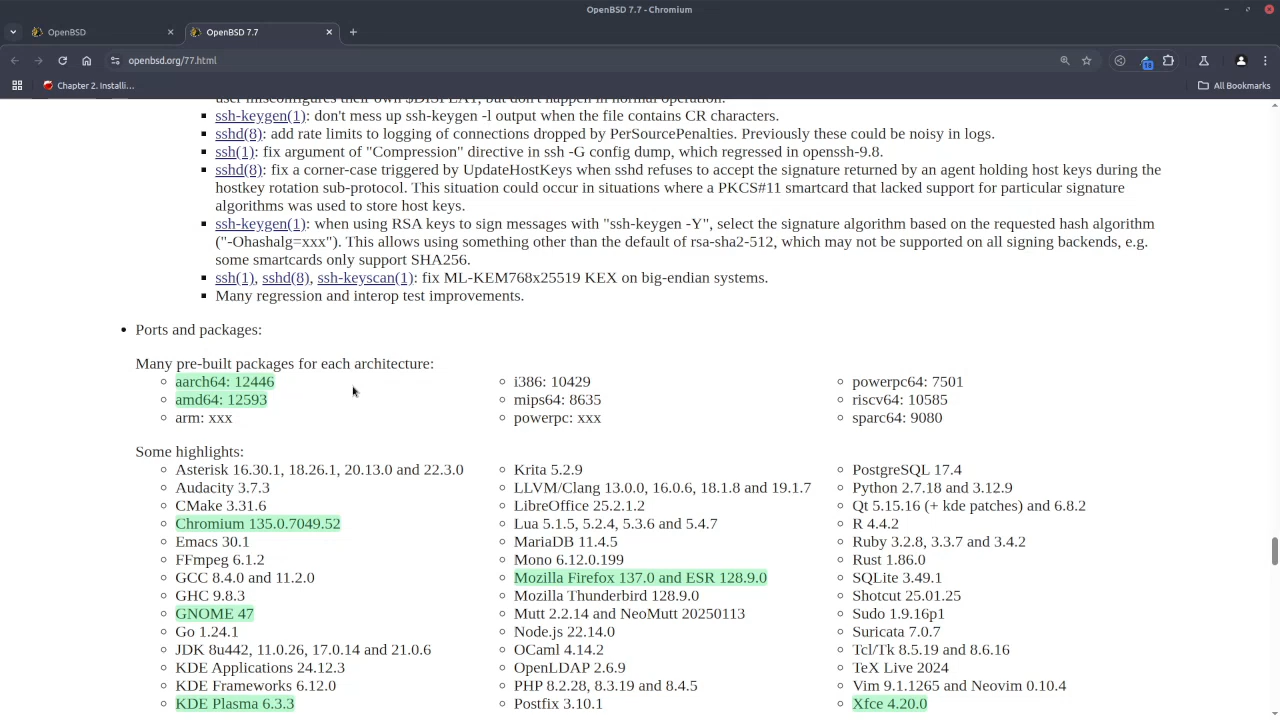 OpenBSD 7.7 - Chromium
OpenBSD
OpenBSD 7.7
openbsd.org/77.html
13
Chapter 2. Installi...
All Bookmarks
user misconfigures their own $DISPLAY, but don't happen in normal operation.
ssh-keygen(1): don't mess up ssh-keygen -l output when the file contains CR characters.
sshd(8): add rate limits to logging of connections dropped by PerSourcePenalties. Previously these could be noisy in logs.
ssh(1): fix argument of "Compression" directive in ssh -G config dump, which regressed in openssh-9.8.
sshd(8): fix a corner-case triggered by UpdateHostKeys when sshd refuses to accept the signature returned by an agent holding host keys during the
hostkey rotation sub-protocol. This situation could occur in situations where a PKCS#11 smartcard that lacked support for particular signature
algorithms was used to store host keys.
ssh-keygen(1): when using RSA keys to sign messages with "ssh-keygen -Y", select the signature algorithm based on the requested hash algorithm
("-Ohashalg=xxx"). This allows using something other than the default of rsa-sha2-512, which may not be supported on all signing backends, e.g.
some smartcards only support SHA256.
ssh(1), sshd(8), ssh-keyscan(1): fix ML-KEM768x25519 KEX on big-endian systems.
Many regression and interop test improvements.
Ports and packages:
Many pre-built packages for each architecture:
aarch64: 12446
amd64: 12593
arm: xxx
i386: 10429
mips64: 8635
powerpc: xxx
powerpc64: 7501
riscv64: 10585
sparc64: 9080
Some highlights:
Asterisk 16.30.1, 18.26.1, 20.13.0 and 22.3.0
Audacity 3.7.3
CMake 3.31.6
Chromium 135.0.7049.52
Emacs 30.1
FFmpeg 6.1.2
GCC 8.4.0 and 11.2.0
GHC 9.8.3
GNOME 47
Go 1.24.1
JDK 8u442, 11.0.26, 17.0.14 and 21.0.6
KDE Applications 24.12.3
KDE Frameworks 6.12.0
KDE Plasma 6.3.3
Krita 5.2.9
LLVM/Clang 13.0.0, 16.0.6, 18.1.8 and 19.1.7
LibreOffice 25.2.1.2
Lua 5.1.5, 5.2.4, 5.3.6 and 5.4.7
MariaDB 11.4.5
Mono 6.12.0.199
Mozilla Firefox 137.0 and ESR 128.9.0
Mozilla Thunderbird 128.9.0
Mutt 2.2.14 and NeoMutt 20250113
Node.js 22.14.0
OCaml 4.14.2
OpenLDAP 2.6.9
PHP 8.2.28, 8.3.19 and 8.4.5
Postfix 3.10.1
PostgreSQL 17.4
Python 2.7.18 and 3.12.9
Qt 5.15.16 (+ kde patches) and 6.8.2
R 4.4.2
Ruby 3.2.8, 3.3.7 and 3.4.2
Rust 1.86.0
SQLite 3.49.1
Shotcut 25.01.25
Sudo 1.9.16p1
Suricata 7.0.7
Tcl/Tk 8.5.19 and 8.6.16
TeX Live 2024
Vim 9.1.1265 and Neovim 0.10.4
Xfce 4.20.0